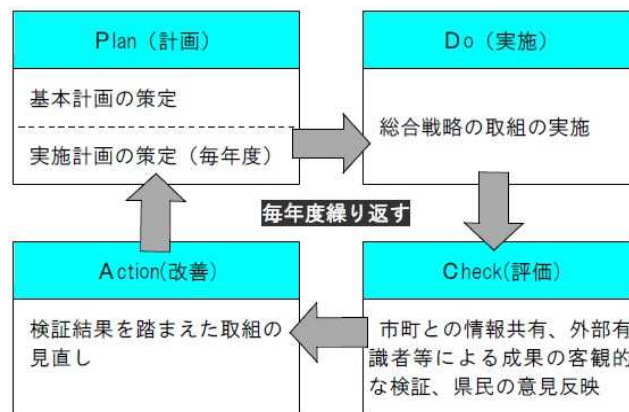 Plan（計画）
基本計画の策定
実施計画の策定（毎年度）
Do（実施）
総合戦略の取組の実施
毎年度繰り返す
Action(改善)
検証結果を踏まえた取組の
見直し
Check(評価)
市町との情報共有、外部有
識者等による成果の客観的
な検証、県民の意見反映